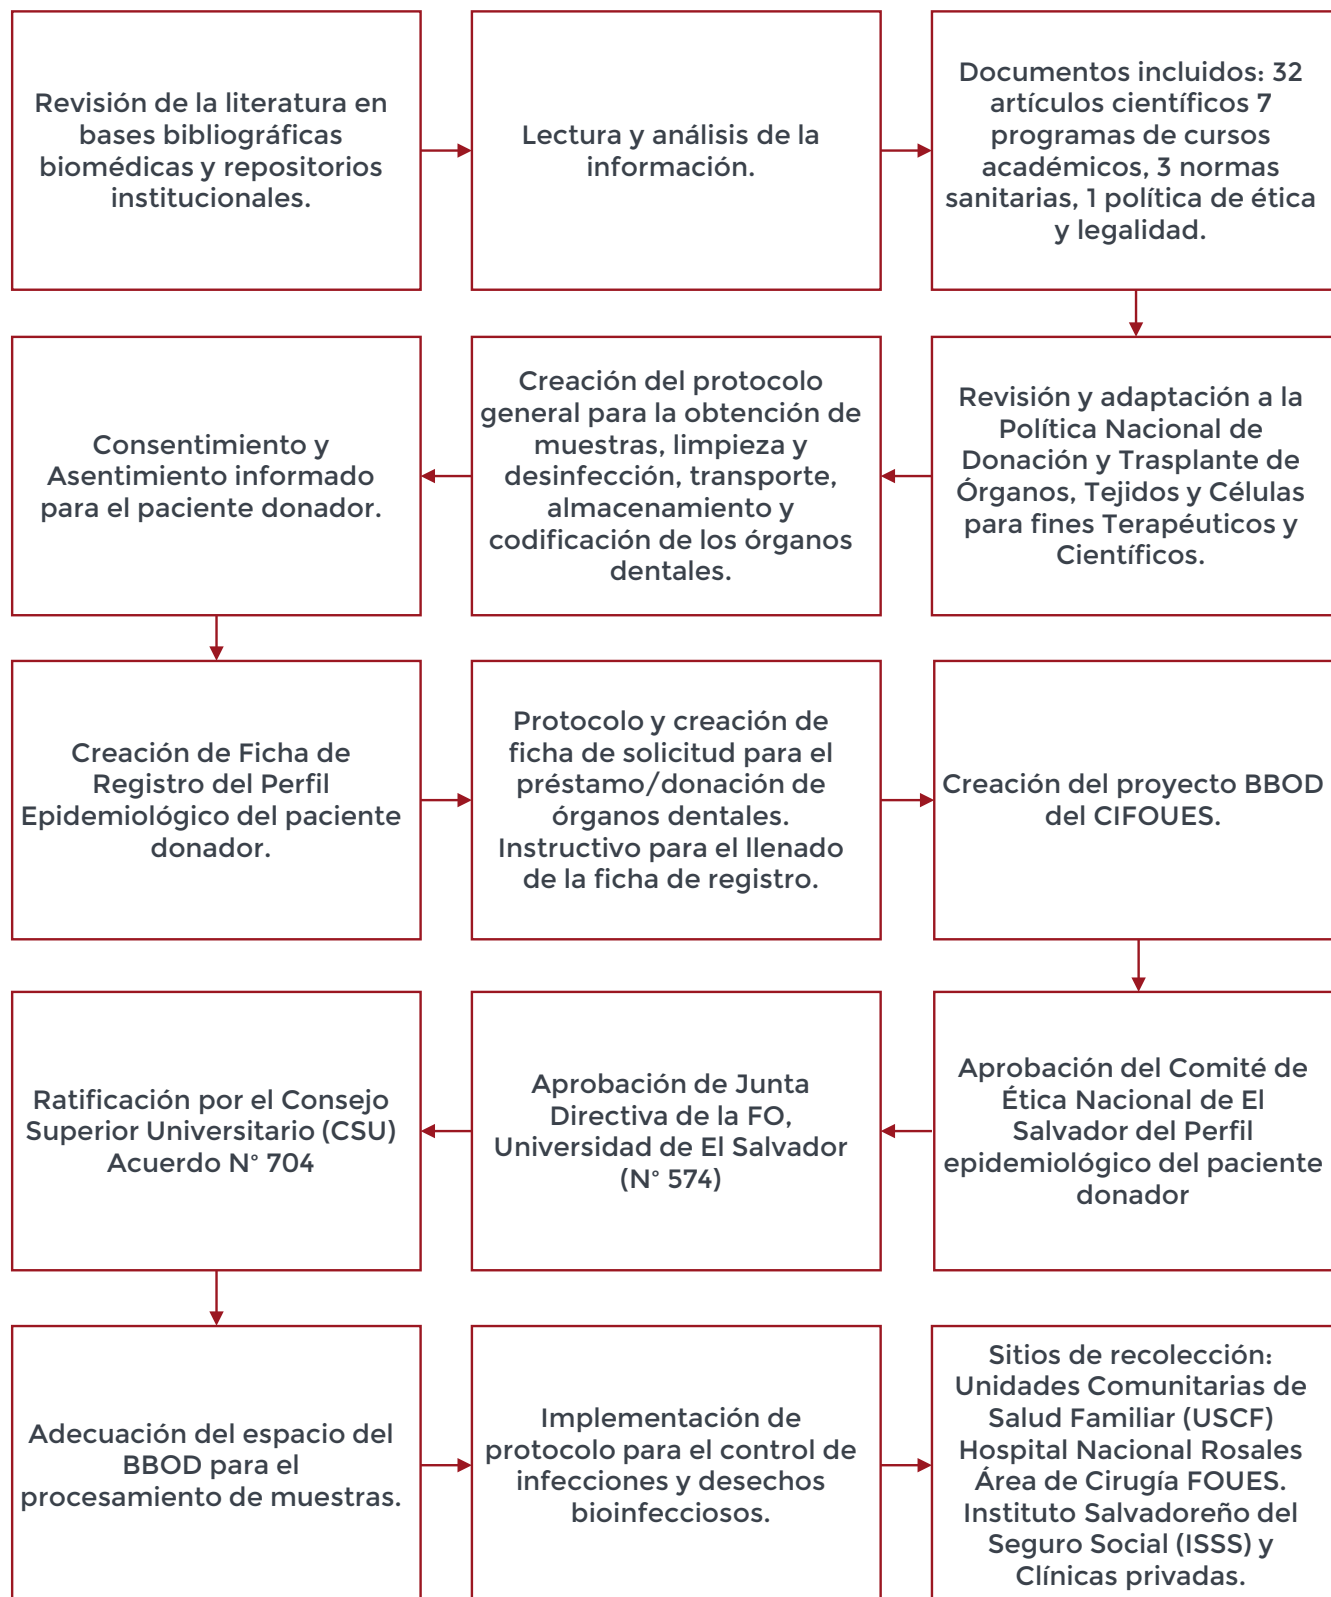 Revisión de la literatura en
bases bibliográficas
biomédicas y repositorios
institucionales.
Lectura y análisis de la
información.
Documentos incluidos: 32
artículos científicos 7
programas de cursos
académicos, 3 normas
sanitarias, 1 política de ética
y legalidad.
Revisión y adaptación a la
Política Nacional de
Donación y Trasplante de
Órganos, Tejidos y Células
para fines Terapéuticos y
Científicos.
Creación del protocolo
general para la obtención de
muestras, limpieza y
desinfección, transporte,
almacenamiento y
codificación de los órganos
dentales.
Consentimiento y
Asentimiento informado
para el paciente donador.
Creación de Ficha de
Registro del Perfil
Epidemiológico del paciente
donador.
Protocolo y creación de
ficha de solicitud para el
préstamo/donación de
órganos dentales.
Instructivo para el llenado
de la ficha de registro.
Creación del proyecto BBOD
del CIFOUES.
Aprobación del Comité de
Ética Nacional de El
Salvador del Perfil
epidemiológico del paciente
donador
Aprobación de Junta
Directiva de la FO,
Universidad de El Salvador
(N° 574)
Ratificación por el Consejo
Superior Universitario (CSU)
Acuerdo N° 704
Adecuación del espacio del
BBOD para el
procesamiento de muestras.
Implementación de
protocolo para el control de
infecciones y desechos
bioinfecciosos.
Sitios de recolección:
Unidades Comunitarias de
Salud Familiar (USCF)
Hospital Nacional Rosales
Área de Cirugía FOUES.
Instituto Salvadoreño del
Seguro Social (ISSS) y
Clínicas privadas.